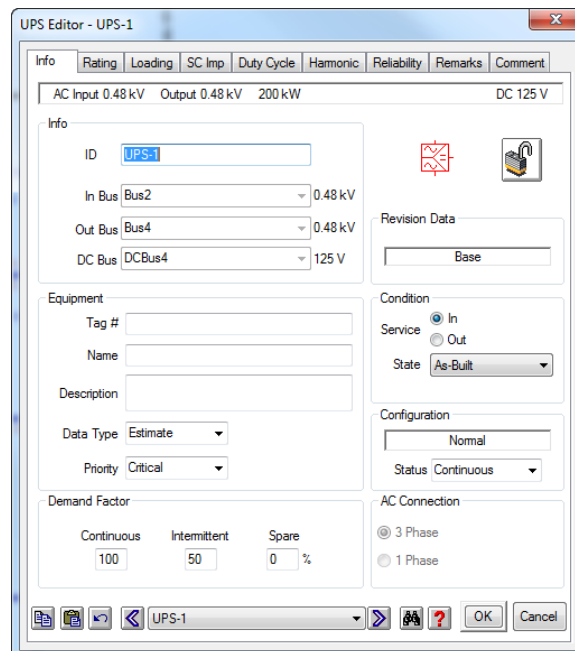 UPS Editor - UPS-1
Info Rating Loading SC Imp Duty Cycle Harmonic Reliability Remarks Comment
AC Input 0.48 kV Output 0.48 kV 200 kW DC 125 V
Info
ID UPS-1
In Bus Bus2 0.48 kV
Out Bus Bus4 0.48 kV
DC Bus DCBus4 125 V
Revision Data
Base
Equipment
Tag #
Name
Description
Data Type Estimate
Priority Critical
Condition
Service In
Out
State As-Built
Configuration
Normal
Status Continuous
Demand Factor
Continuous Intermittent Spare
100 50 0 %
AC Connection
3 Phase
1 Phase
UPS-1 ? OK Cancel